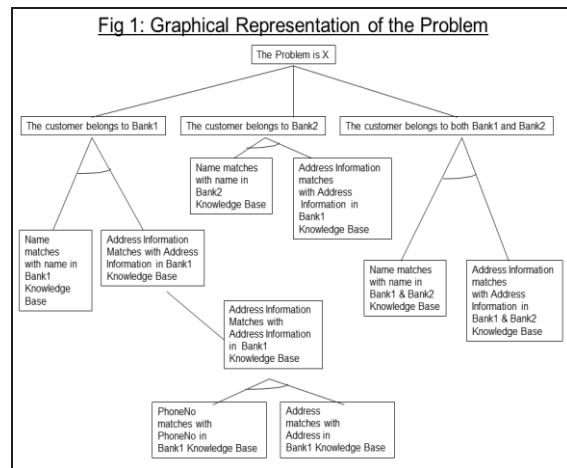 Fig 1: Graphical Representation of the Problem
The Problem is X
The customer belongs to Bank1
The customer belongs to Bank2
The customer belongs to both Bank1 and Bank2
Name matches
with name in
Bank2
Knowledge Base
Address Information
matches
with Address
Information in
Bank1
Knowledge Base
Name
matches
with name in
Bank1
Knowledge
Base
Address Information
Matches with Address
Information in Bank1
Knowledge Base
Name matches
with name in
Bank1 & Bank2
Knowledge Base
Address Information
matches
with Address
Information in
Bank1 & Bank2
Knowledge Base
Address Information
Matches with
Address Information
in Bank1
Knowledge Base
PhoneNo
matches with
PhoneNo in
Bank1 Knowledge Base
Address
matches with
Address in
Bank1 Knowledge Base